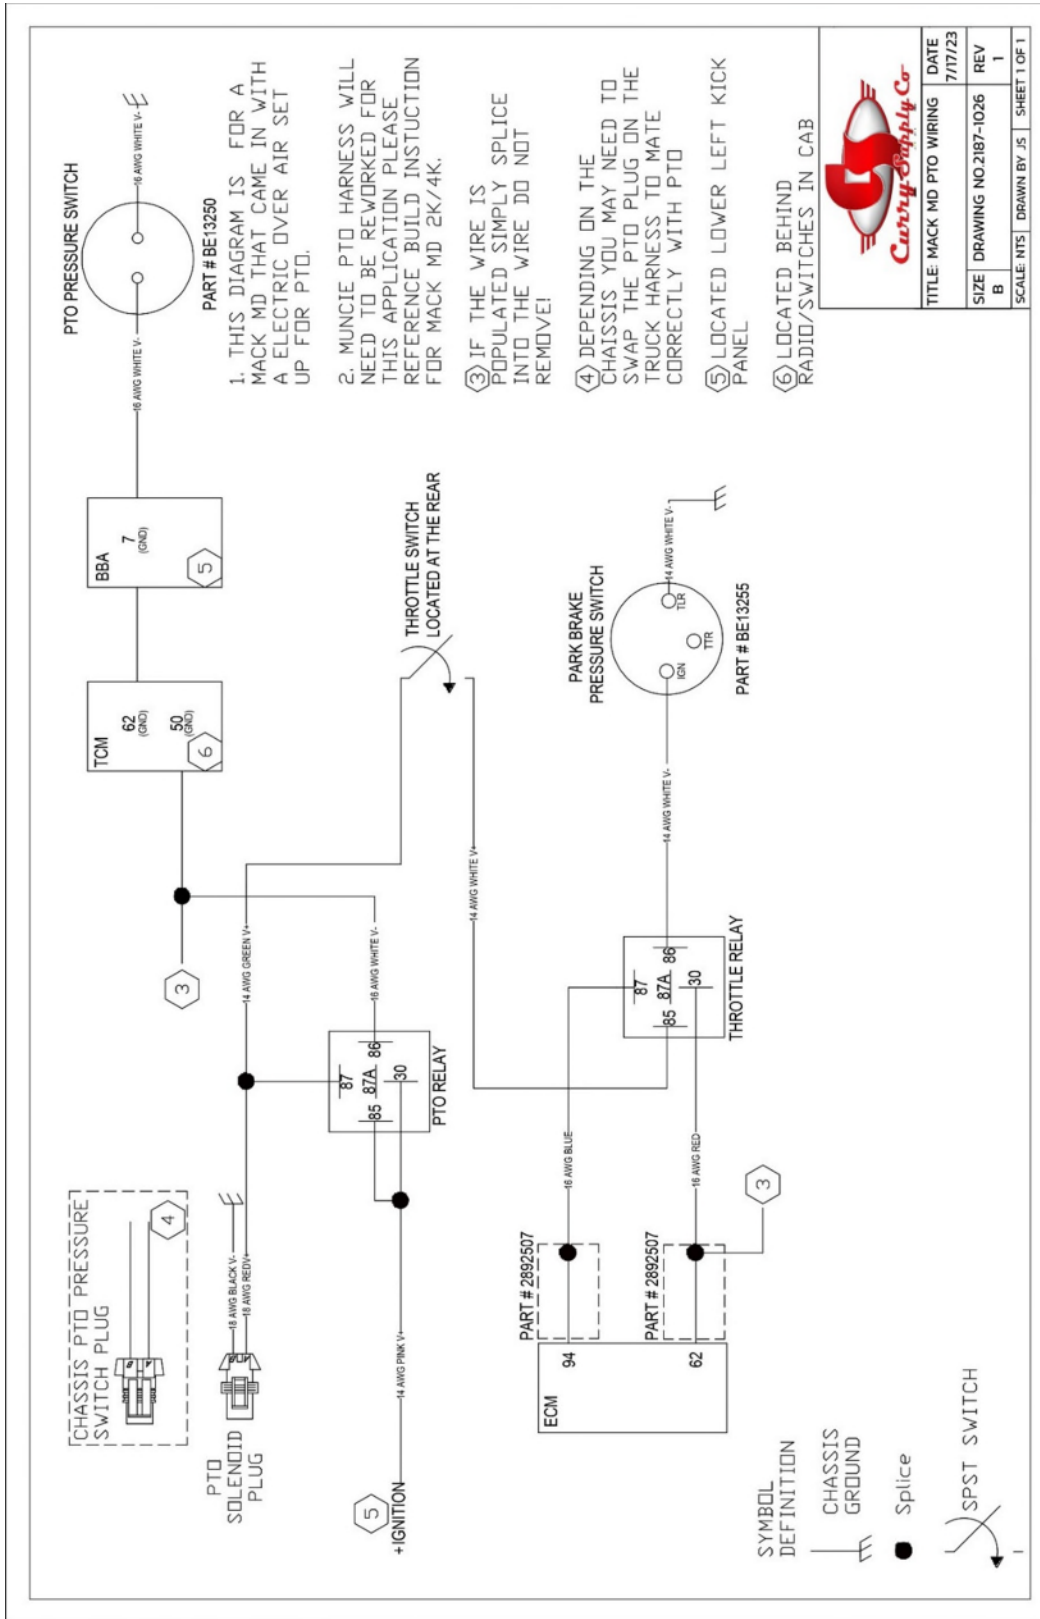 CHASSIS PTO PRESSURE
SWITCH PLUG
4
PTO
SOLENOID
PLUG
B
A
18 AWG BLACK V-
18 AWG RED V+
5
+IGNITION
14 AWG PINK V+
3
14 AWG GREEN V+
16 AWG WHITE V-
87
87A
85
86
30
PTO RELAY
TCM
62
(GND)
50
(GND)
6
BBA
7
(GND)
5
16 AWG WHITE V-
PTO PRESSURE SWITCH
16 AWG WHITE V-
PART # BE13250
THROTTLE SWITCH
LOCATED AT THE REAR
14 AWG WHITE V+
ECM
94
62
PART # 2892507
PART # 2892507
16 AWG BLUE
16 AWG RED
3
87
87A
85
86
30
THROTTLE RELAY
14 AWG WHITE V-
PARK BRAKE
PRESSURE SWITCH
IGN
TTR
TLR
14 AWG WHITE V-
PART # BE13255
1. THIS DIAGRAM IS FOR A
MACK MD THAT CAME IN WITH
A ELECTRIC OVER AIR SET
UP FOR PTO.
2. MUNCIE PTO HARNESS WILL
NEED TO BE REWORKED FOR
THIS APPLICATION PLEASE
REFERENCE BUILD INSTUCTION
FOR MACK MD 2K/4K.
3 IF THE WIRE IS
POPULATED SIMPLY SPLICE
INTO THE WIRE DO NOT
REMOVE!
4 DEPENDING ON THE
CHAISSIS YOU MAY NEED TO
SWAP THE PTO PLUG ON THE
TRUCK HARNESS TO MATE
CORRECTLY WITH PTO
5 LOCATED LOWER LEFT KICK
PANEL
6 LOCATED BEHIND
RADIO/SWITCHES IN CAB
SYMBOL
DEFINITION
CHASSIS
GROUND
Splice
SPST SWITCH
CS
Curry Supply Co
TITLE: MACK MD PTO WIRING
DATE
7/17/23
SIZE
B
DRAWING NO.2187-1026
REV
1
SCALE: NTS
DRAWN BY JS
SHEET 1 OF 1